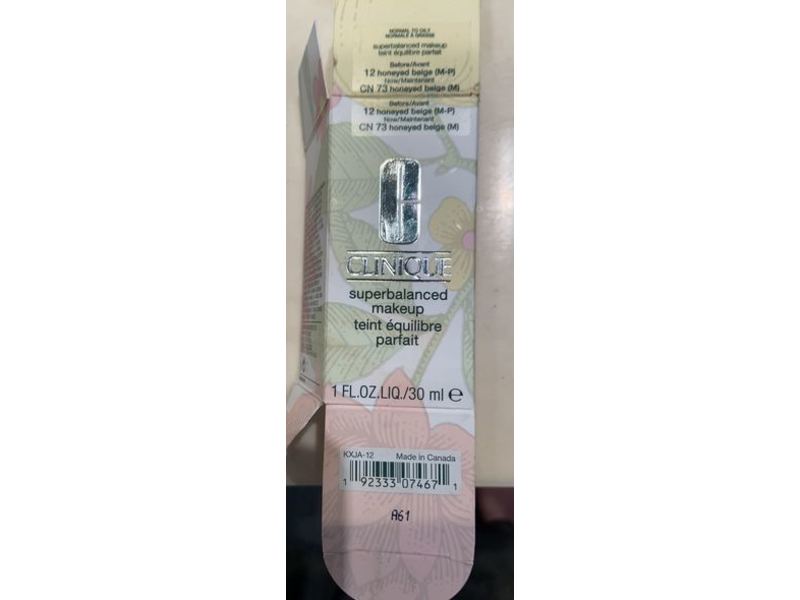 NORMAL TO OILY
NORMALE À GRASSE
superbalanced makeup
teint équilibre parfait
Before/Avant
12 honeyed beige (M-P)
Now/Maintenant
CN 73 honeyed beige (M)
Before/Avant
12 honeyed beige (M-P)
Now/Maintenant
CN 73 honeyed beige (M)
CLINIQUE
superbalanced
makeup
teint équilibre
parfait
1 FL.OZ.LIQ./30 ml e
KXJA-12 Made in Canada
1 92333 07467 1
A61